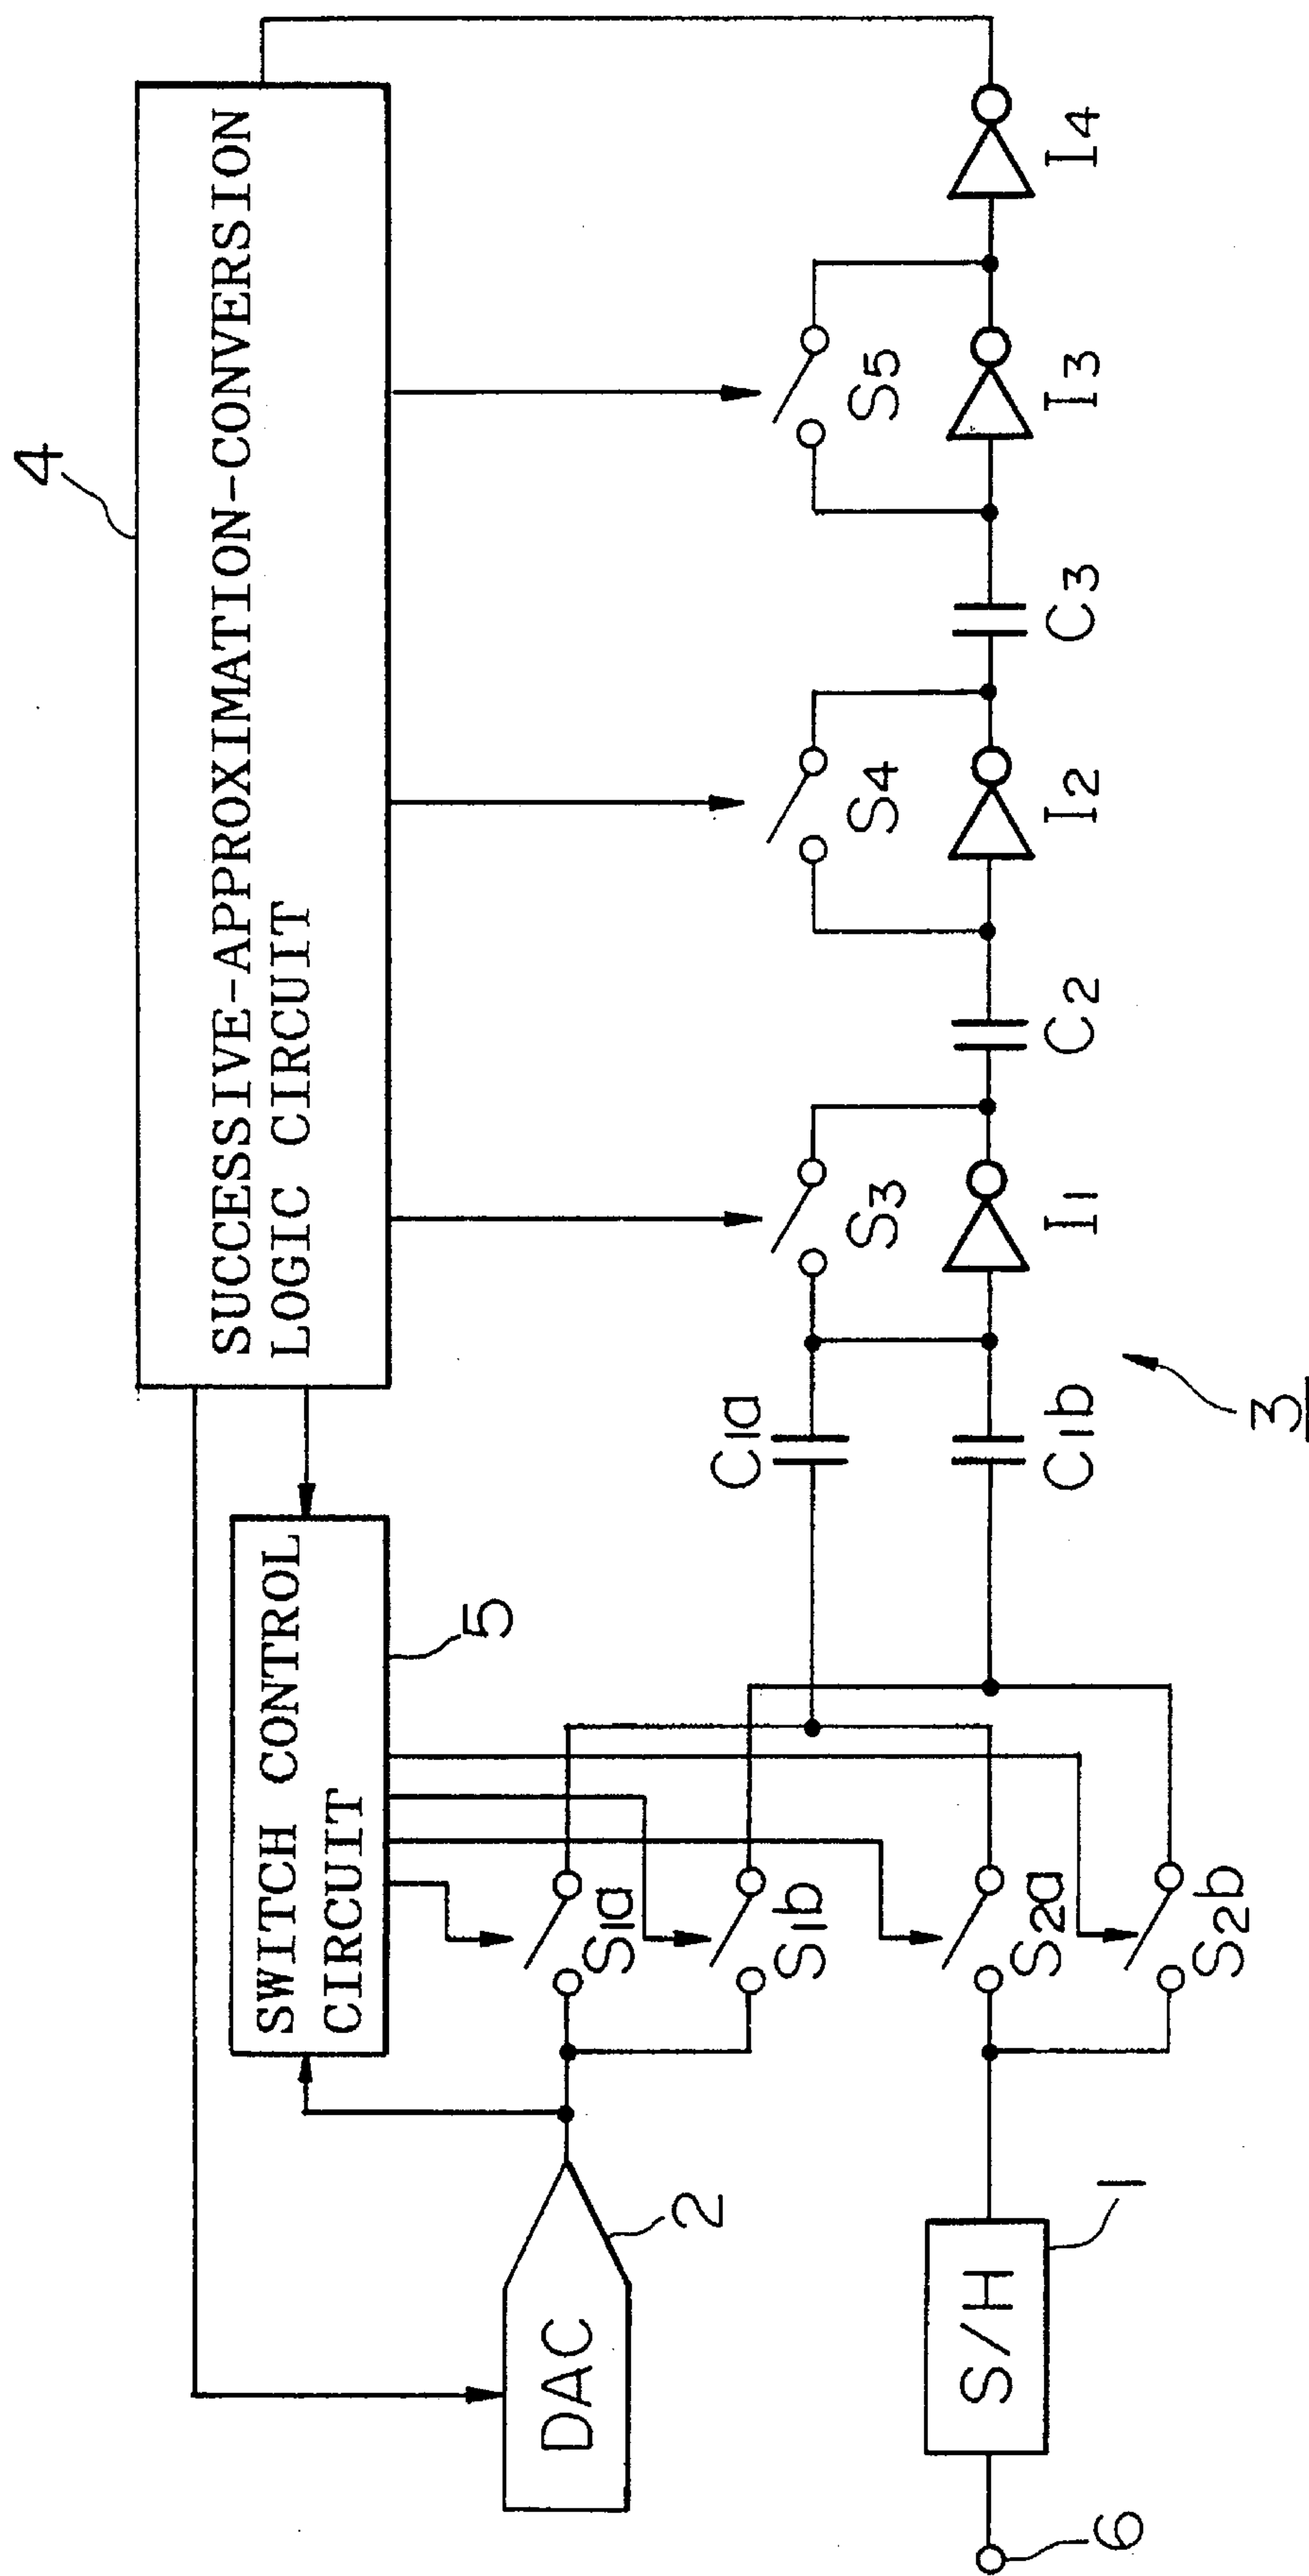 4
SUCCESSIVE-APPROXIMATION-CONVERSION
LOGIC CIRCUIT
SWITCH CONTROL
CIRCUIT
5
DAC
2
S1a
S1b
S2a
S2b
S/H
1
6
C1a
C1b
3
S3
I1
C2
S4
I2
C3
S5
I3
I4